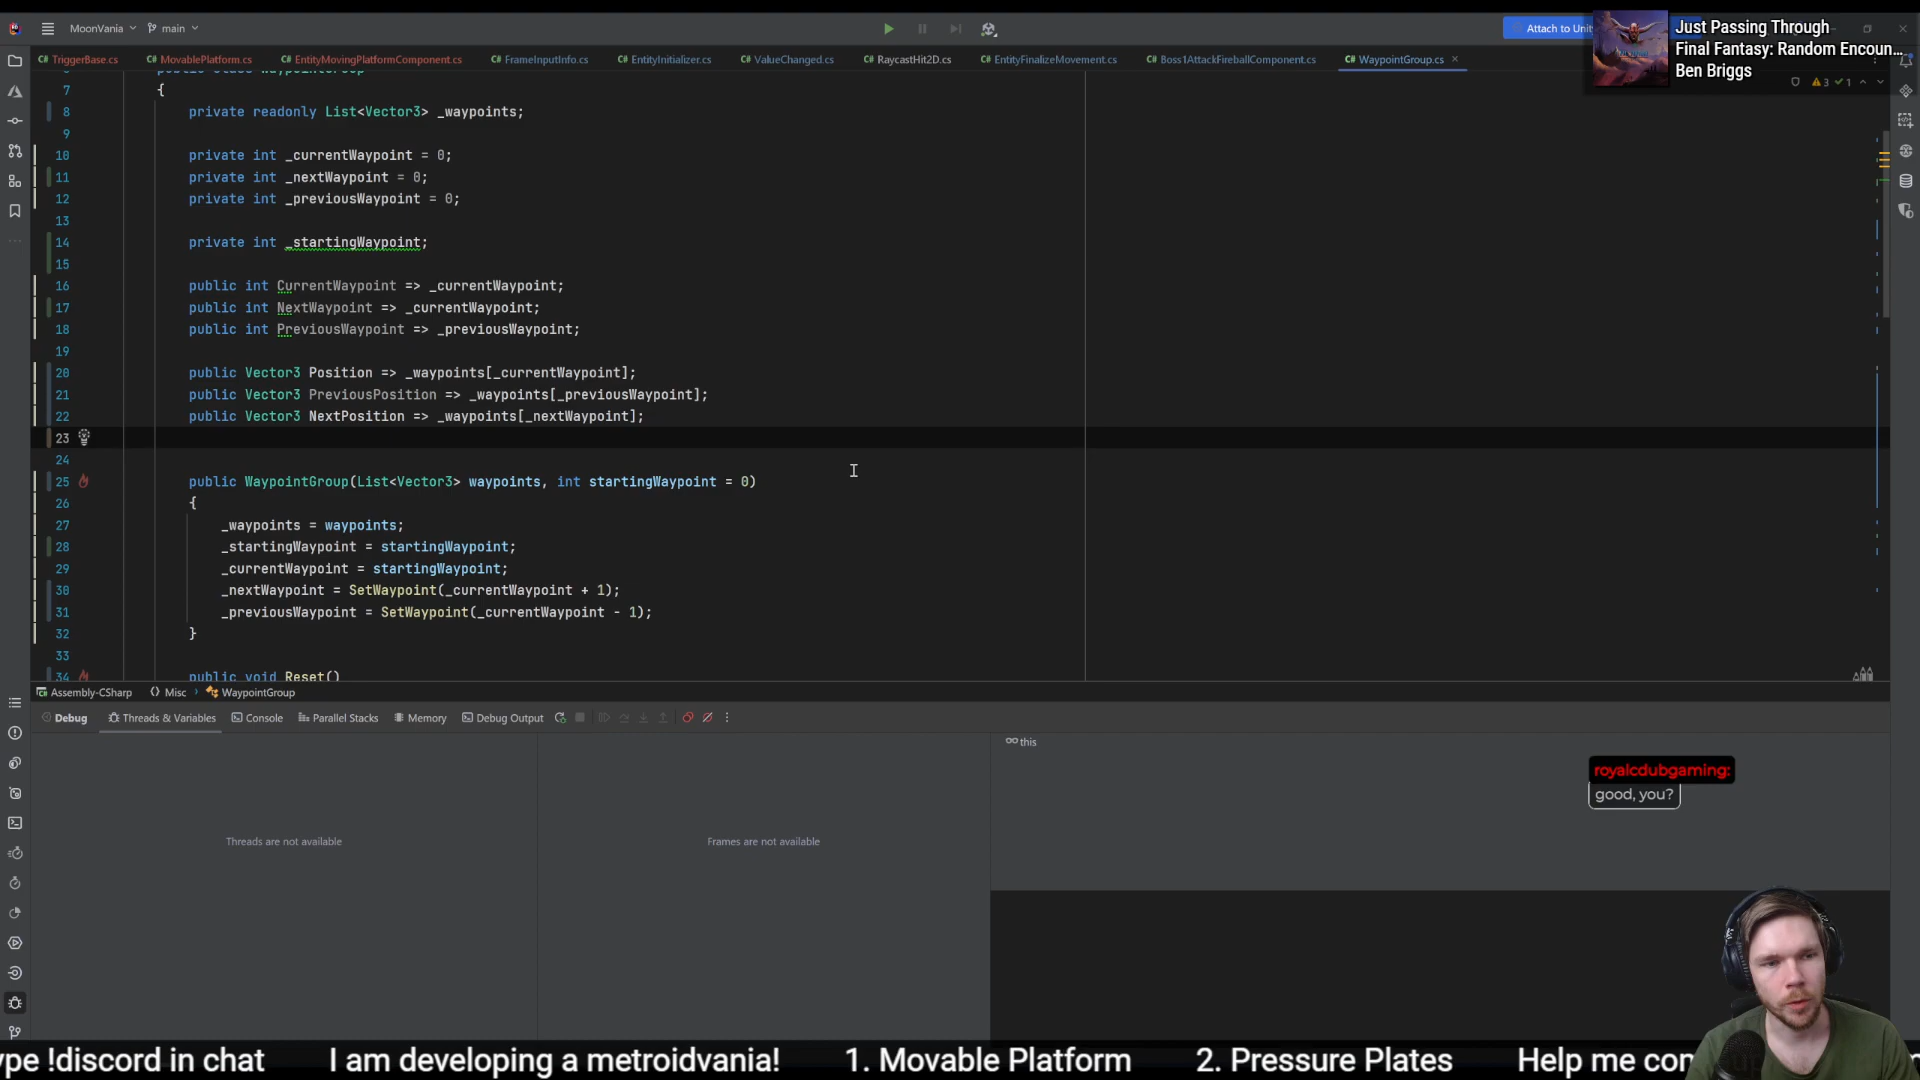 MoonVania
main
Attach to Unit
Just Passing Through
Final Fantasy: Random Encoun...
Ben Briggs
C# TriggerBase.cs
C# MovablePlatform.cs
C# EntityMovingPlatformComponent.cs
C# FrameInputInfo.cs
C# EntityInitializer.cs
C# ValueChanged.cs
C# RaycastHit2D.cs
C# EntityFinalizeMovement.cs
C# Boss1AttackFireballComponent.cs
C# WaypointGroup.cs
3 1
7 {
8 private readonly List<Vector3> _waypoints;
9
10 private int _currentWaypoint = 0;
11 private int _nextWaypoint = 0;
12 private int _previousWaypoint = 0;
13
14 private int _startingWaypoint;
15
16 public int CurrentWaypoint => _currentWaypoint;
17 public int NextWaypoint => _currentWaypoint;
18 public int PreviousWaypoint => _previousWaypoint;
19
20 public Vector3 Position => _waypoints[_currentWaypoint];
21 public Vector3 PreviousPosition => _waypoints[_previousWaypoint];
22 public Vector3 NextPosition => _waypoints[_nextWaypoint];
23
24
25 public WaypointGroup(List<Vector3> waypoints, int startingWaypoint = 0)
26 {
27 _waypoints = waypoints;
28 _startingWaypoint = startingWaypoint;
29 _currentWaypoint = startingWaypoint;
30 _nextWaypoint = SetWaypoint(_currentWaypoint + 1);
31 _previousWaypoint = SetWaypoint(_currentWaypoint - 1);
32 }
33
34 public void Reset()
Assembly-CSharp Misc WaypointGroup
Debug Threads & Variables Console Parallel Stacks Memory Debug Output
this
royalcdubgaming:
good, you?
Threads are not available
Frames are not available
ype !discord in chat I am developing a metroidvania! 1. Movable Platform 2. Pressure Plates Help me con